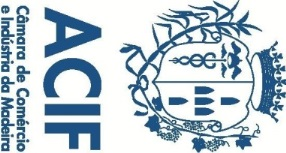 ACIF
Câmara de Comércio
e Indústria da Madeira